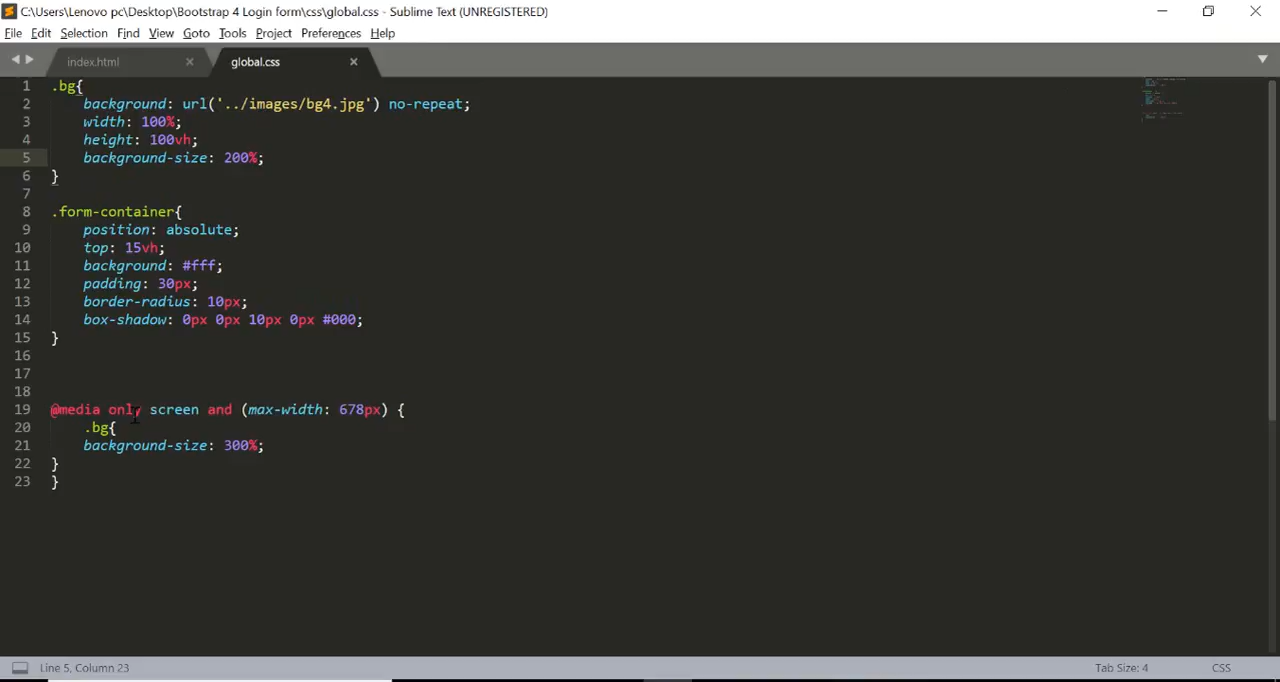 C:\Users\Lenovo pc\Desktop\Bootstrap 4 Login form\css\global.css - Sublime Text (UNREGISTERED)
File Edit Selection Find View Goto Tools Project Preferences Help
index.html global.css
1 .bg{
2 background: url('../images/bg4.jpg') no-repeat;
3 width: 100%;
4 height: 100vh;
5 background-size: 200%;
6 }
7
8 .form-container{
9 position: absolute;
10 top: 15vh;
11 background: #fff;
12 padding: 30px;
13 border-radius: 10px;
14 box-shadow: 0px 0px 10px 0px #000;
15 }
16
17
18
19 @media only screen and (max-width: 678px) {
20 .bg{
21 background-size: 300%;
22 }
23 }
Line 5, Column 23 Tab Size: 4 CSS